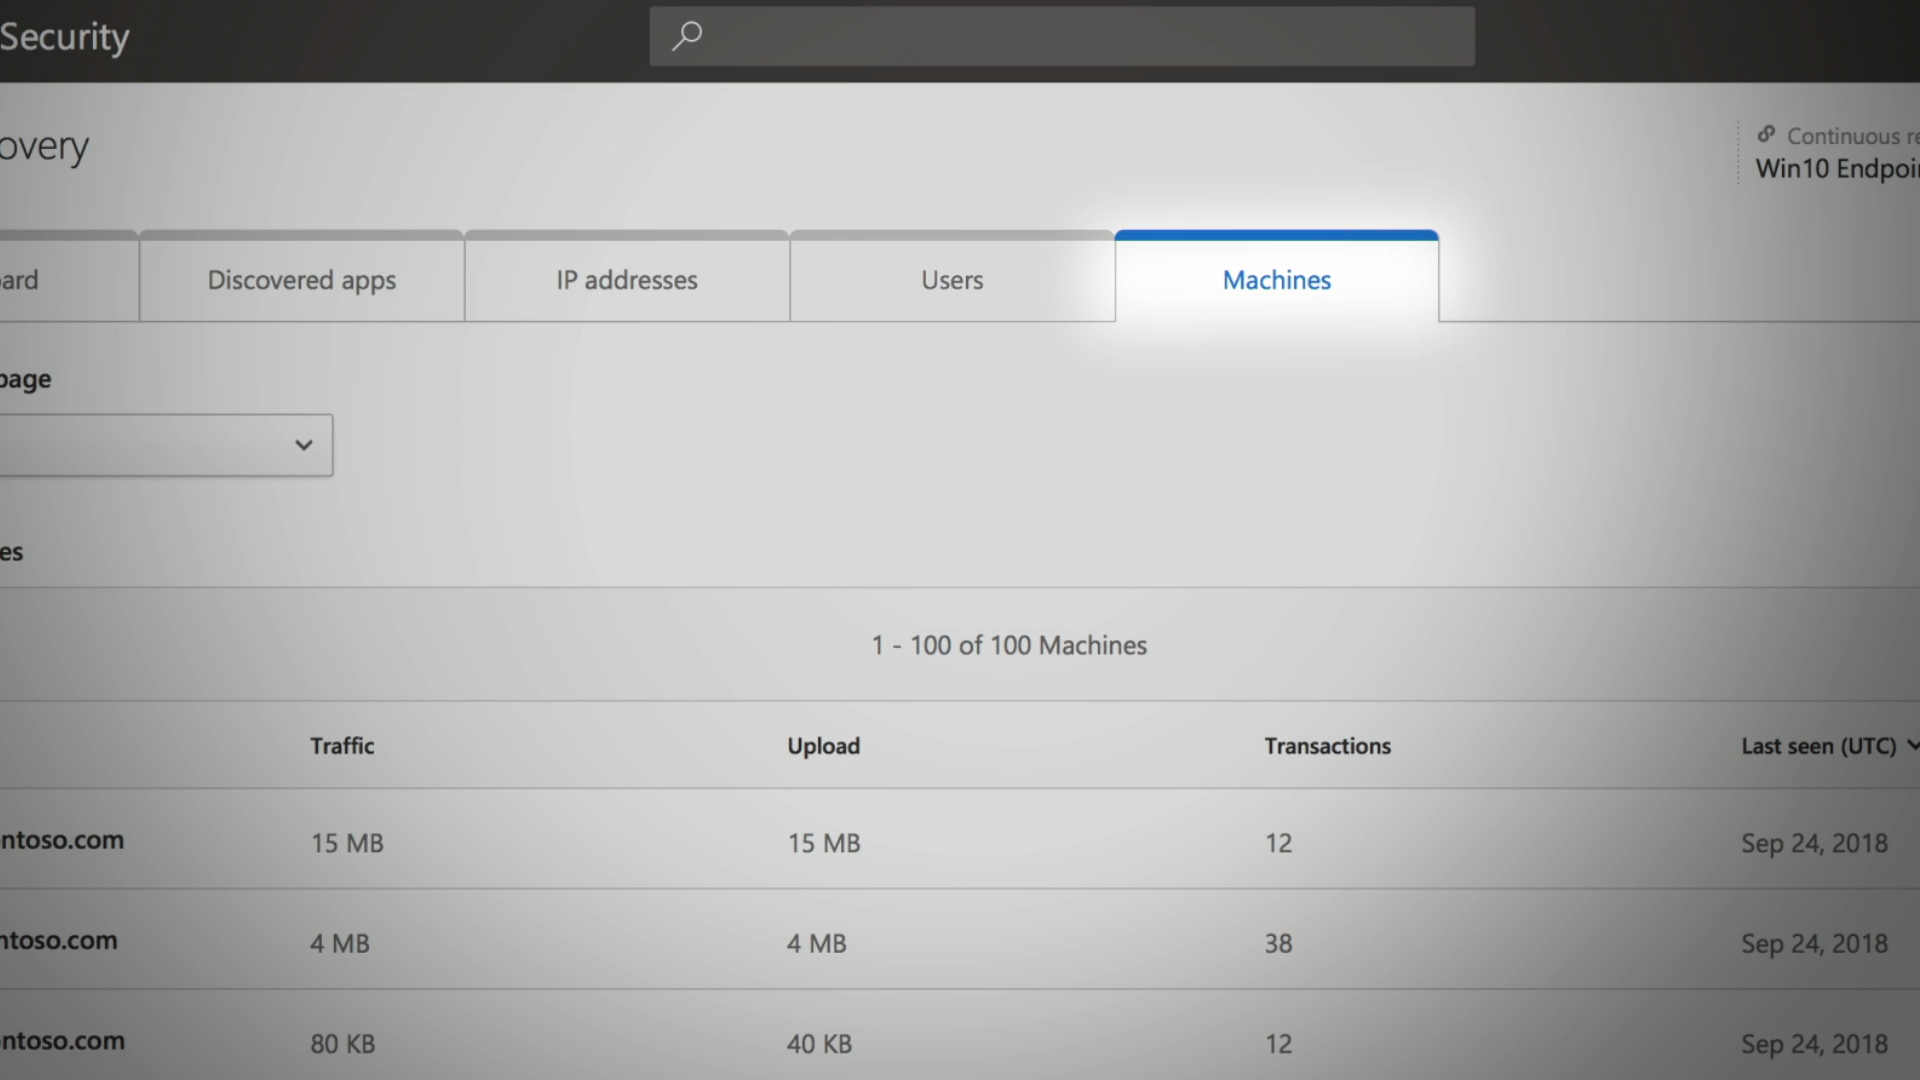 Security
overy
Continuous re
Win10 Endpoin
ard
Discovered apps
IP addresses
Users
Machines
page
es
1 - 100 of 100 Machines
Traffic
Upload
Transactions
Last seen (UTC)
ntoso.com
15 MB
15 MB
12
Sep 24, 2018
ntoso.com
4 MB
4 MB
38
Sep 24, 2018
ntoso.com
80 KB
40 KB
12
Sep 24, 2018